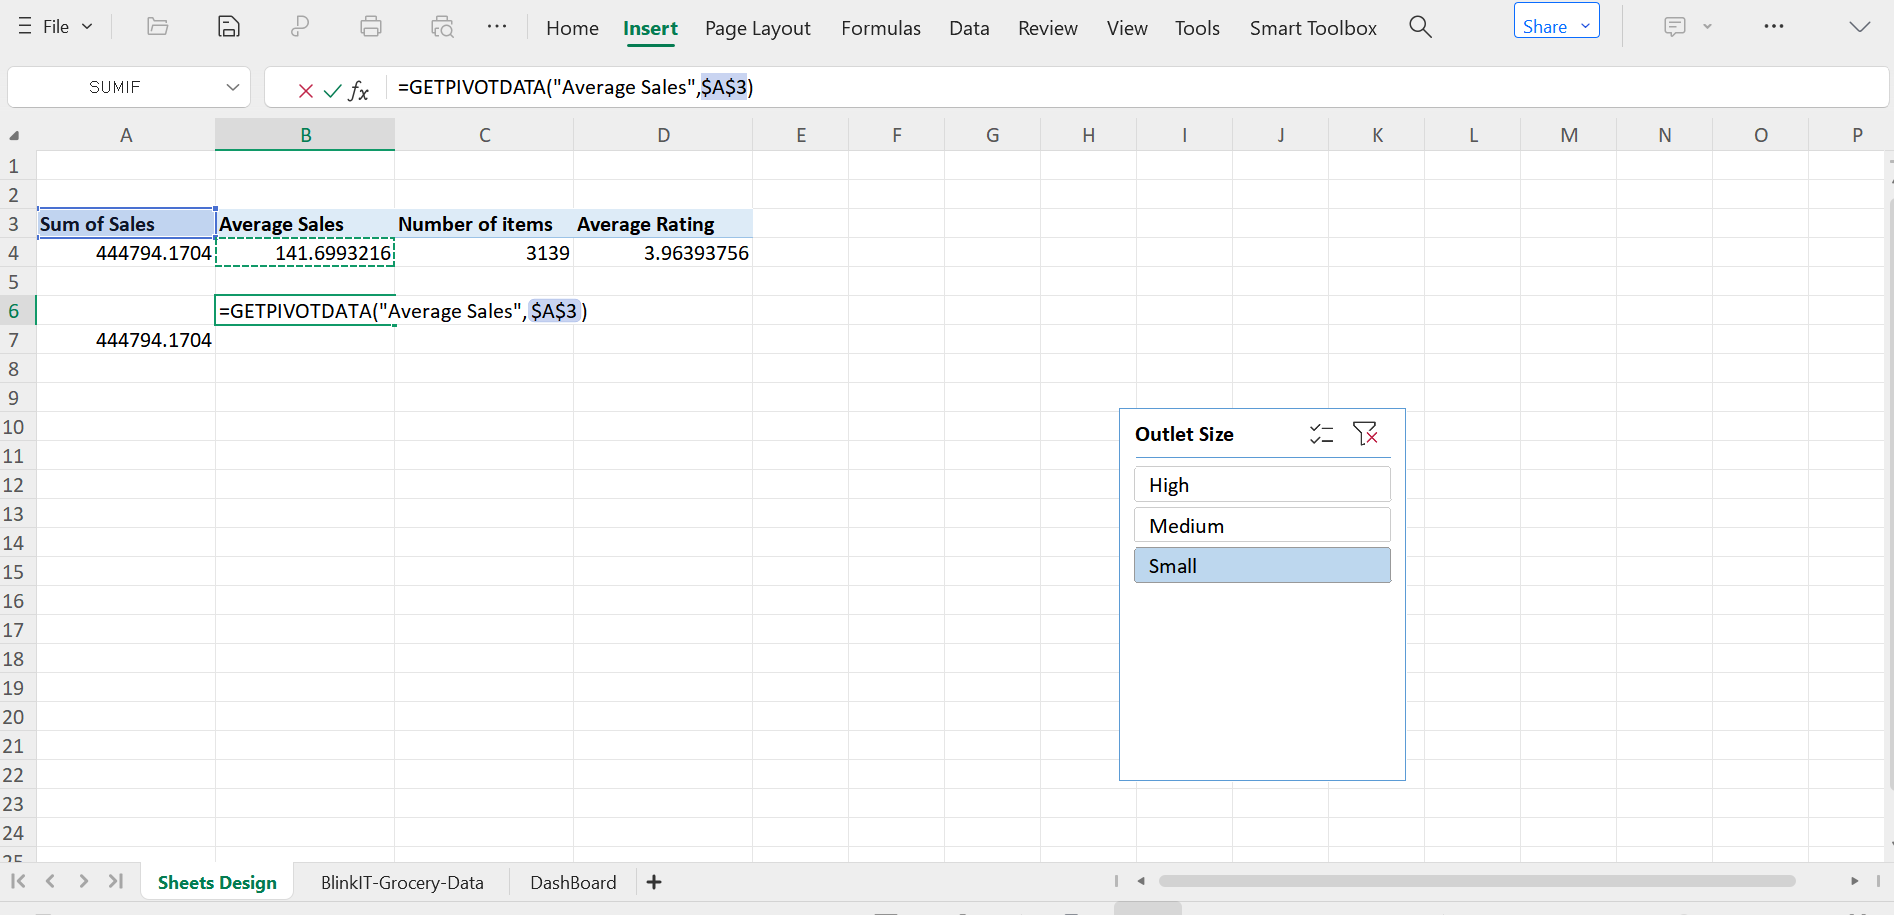 File Home Insert Page Layout Formulas Data Review View Tools Smart Toolbox Share
SUMIF fx =GETPIVOTDATA("Average Sales",$A$3)
A B C D E F G H I J K L M N O P
1
2
3 Sum of Sales Average Sales Number of items Average Rating
4 444794.1704 141.6993216 3139 3.96393756
5
6 =GETPIVOTDATA("Average Sales",$A$3)
7 444794.1704
8
9
10
Outlet Size
11
12
High
13
14
Medium
15
Small
16
17
18
19
20
21
22
23
24
25
Sheets Design BlinkIT-Grocery-Data DashBoard +